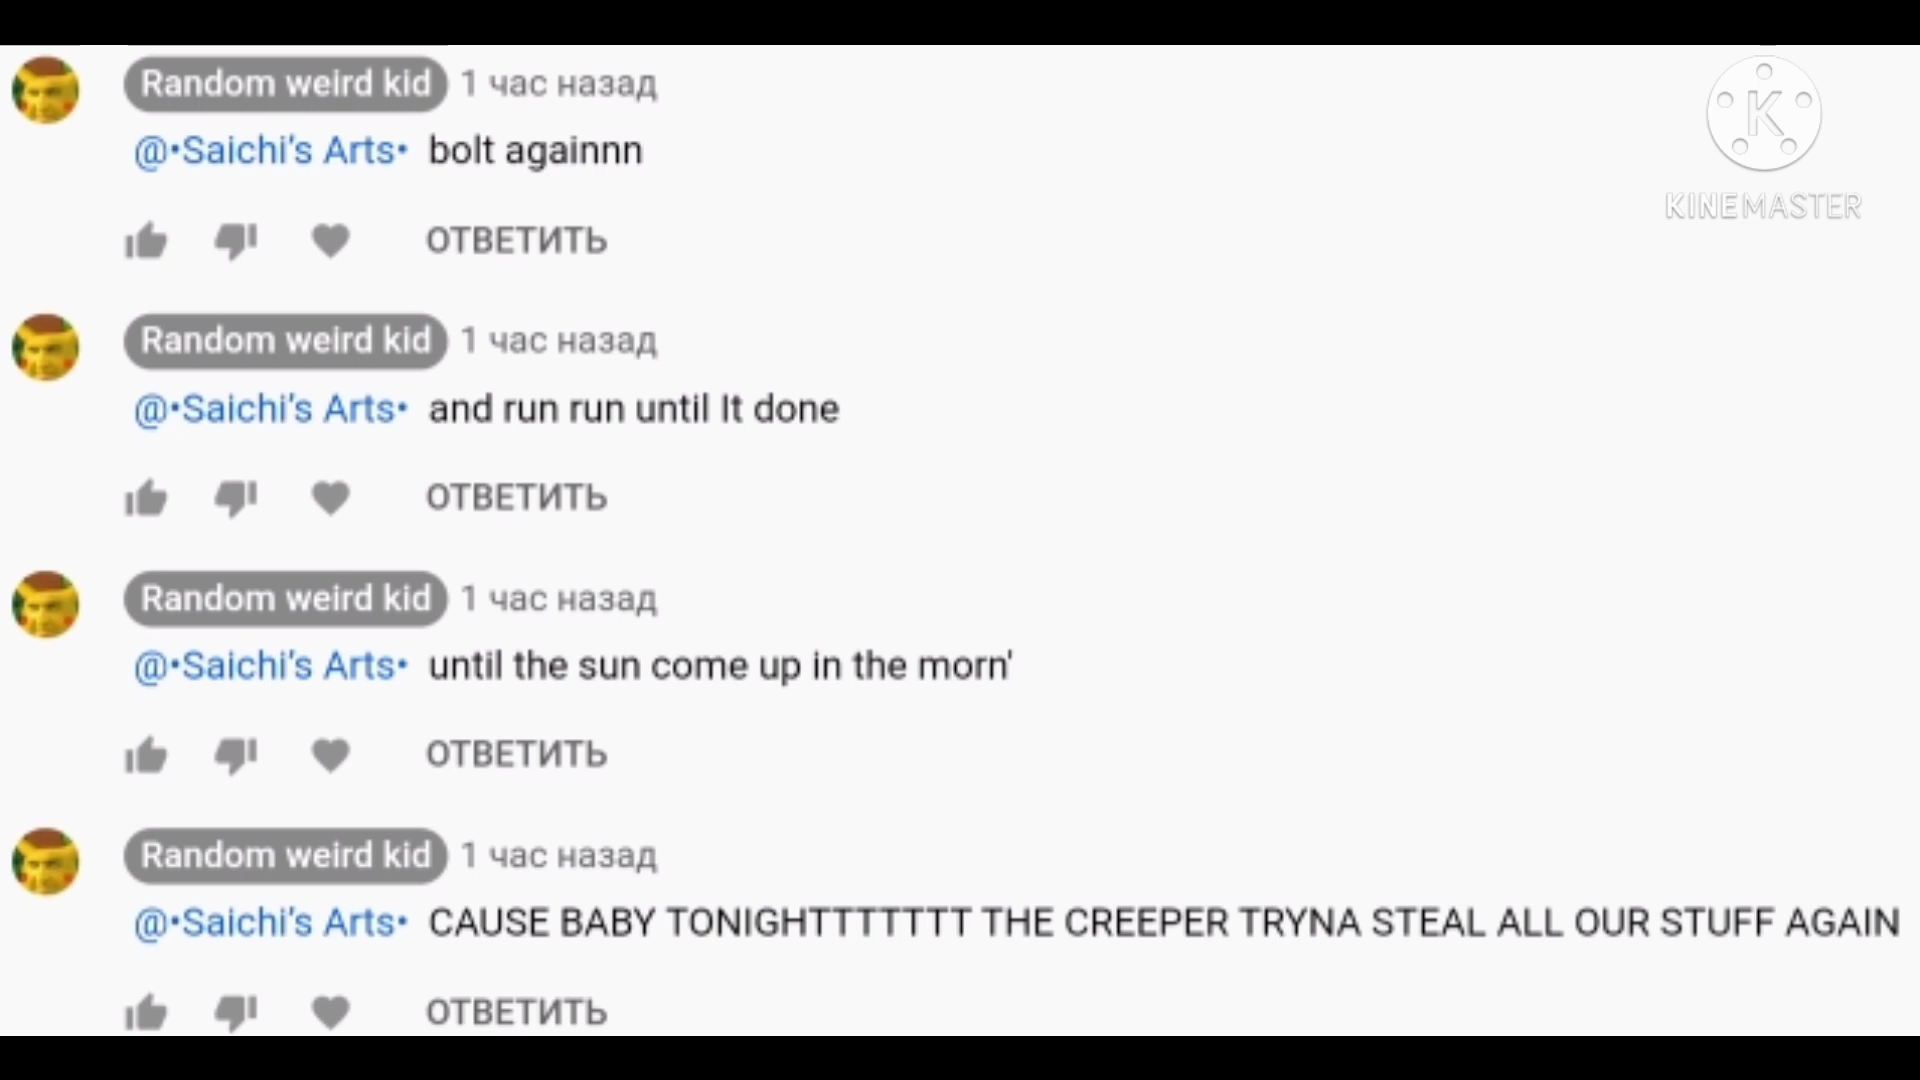 Random weird kid 1 час назад
@•Saichi's Arts• bolt againnn
ОТВЕТИТЬ
Random weird kid 1 час назад
@•Saichi's Arts• and run run until It done
ОТВЕТИТЬ
Random weird kid 1 час назад
@•Saichi's Arts• until the sun come up in the morn'
ОТВЕТИТЬ
Random weird kid 1 час назад
@•Saichi's Arts• CAUSE BABY TONIGHTTTTTTT THE CREEPER TRYNA STEAL ALL OUR STUFF AGAIN
ОТВЕТИТЬ
K
KINEMASTER